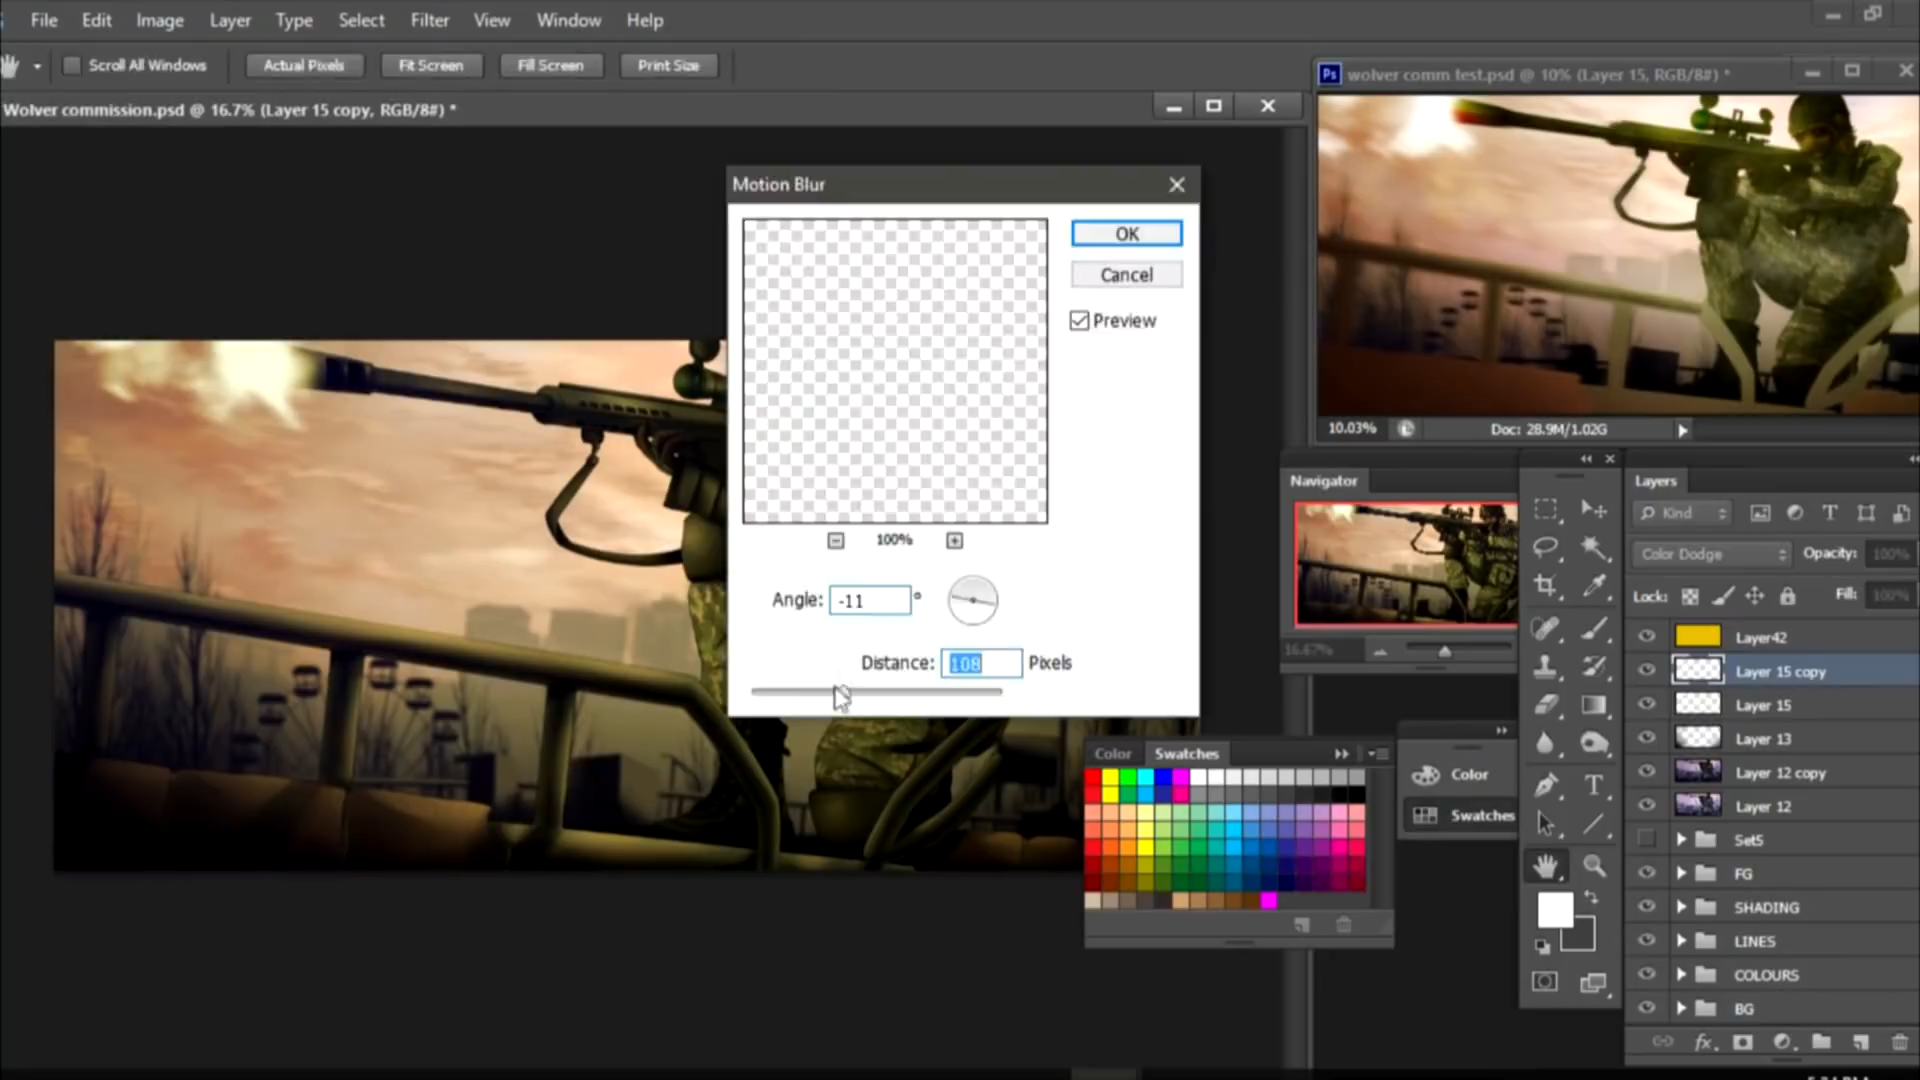 File Edit Image Layer Type Select Filter View Window Help
Scroll All Windows Actual Pixels Fit Screen Fill Screen Print Size
Ps wolver comm test.psd @ 10% (Layer 15, RGB/8#) *
Wolver commission.psd @ 16.7% (Layer 15 copy, RGB/8#) *
Motion Blur
OK
Cancel
Preview
100%
Angle: -11 °
Distance: 108 Pixels
10.03% Doc: 28.9M/1.02G
Navigator
16.67%
Layers
Kind
Color Dodge Opacity: 100%
Lock: Fill: 100%
Layer42
Layer 15 copy
Layer 15
Layer 13
Layer 12 copy
Layer 12
Set5
FG
SHADING
LINES
COLOURS
BG
fx
Color Swatches
Color
Swatches